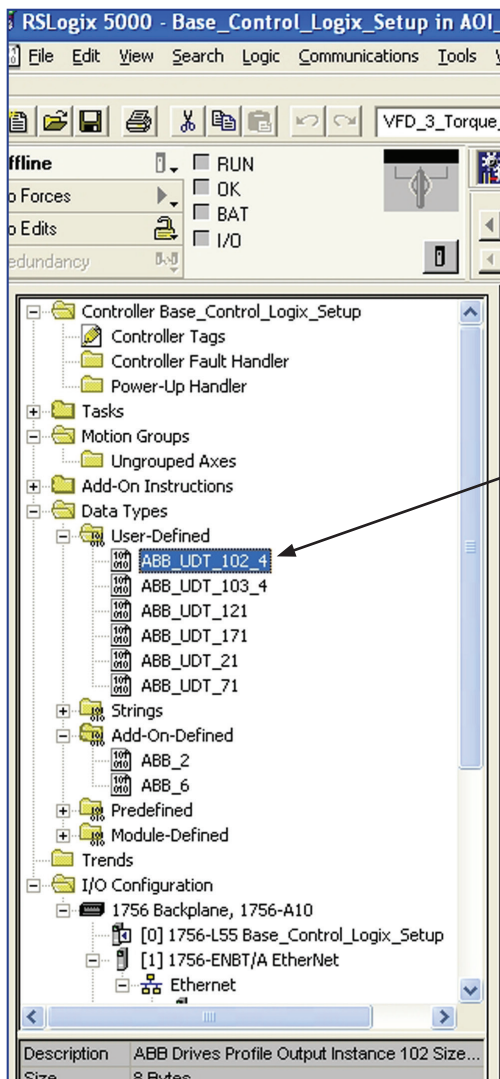 RSLogix 5000 - Base_Control_Logix_Setup in AOI_
File Edit View Search Logic Communications Tools
VFD_3_Torque_
ffline
RUN
o Forces
OK
o Edits
BAT
I/O
edundancy
Controller Base_Control_Logix_Setup
Controller Tags
Controller Fault Handler
Power-Up Handler
Tasks
Motion Groups
Ungrouped Axes
Add-On Instructions
Data Types
User-Defined
ABB_UDT_102_4
ABB_UDT_103_4
ABB_UDT_121
ABB_UDT_171
ABB_UDT_21
ABB_UDT_71
Strings
Add-On-Defined
ABB_2
ABB_6
Predefined
Module-Defined
Trends
I/O Configuration
1756 Backplane, 1756-A10
[0] 1756-L55 Base_Control_Logix_Setup
[1] 1756-ENBT/A EtherNet
Ethernet
Description ABB Drives Profile Output Instance 102 Size...
Size 8 Bytes